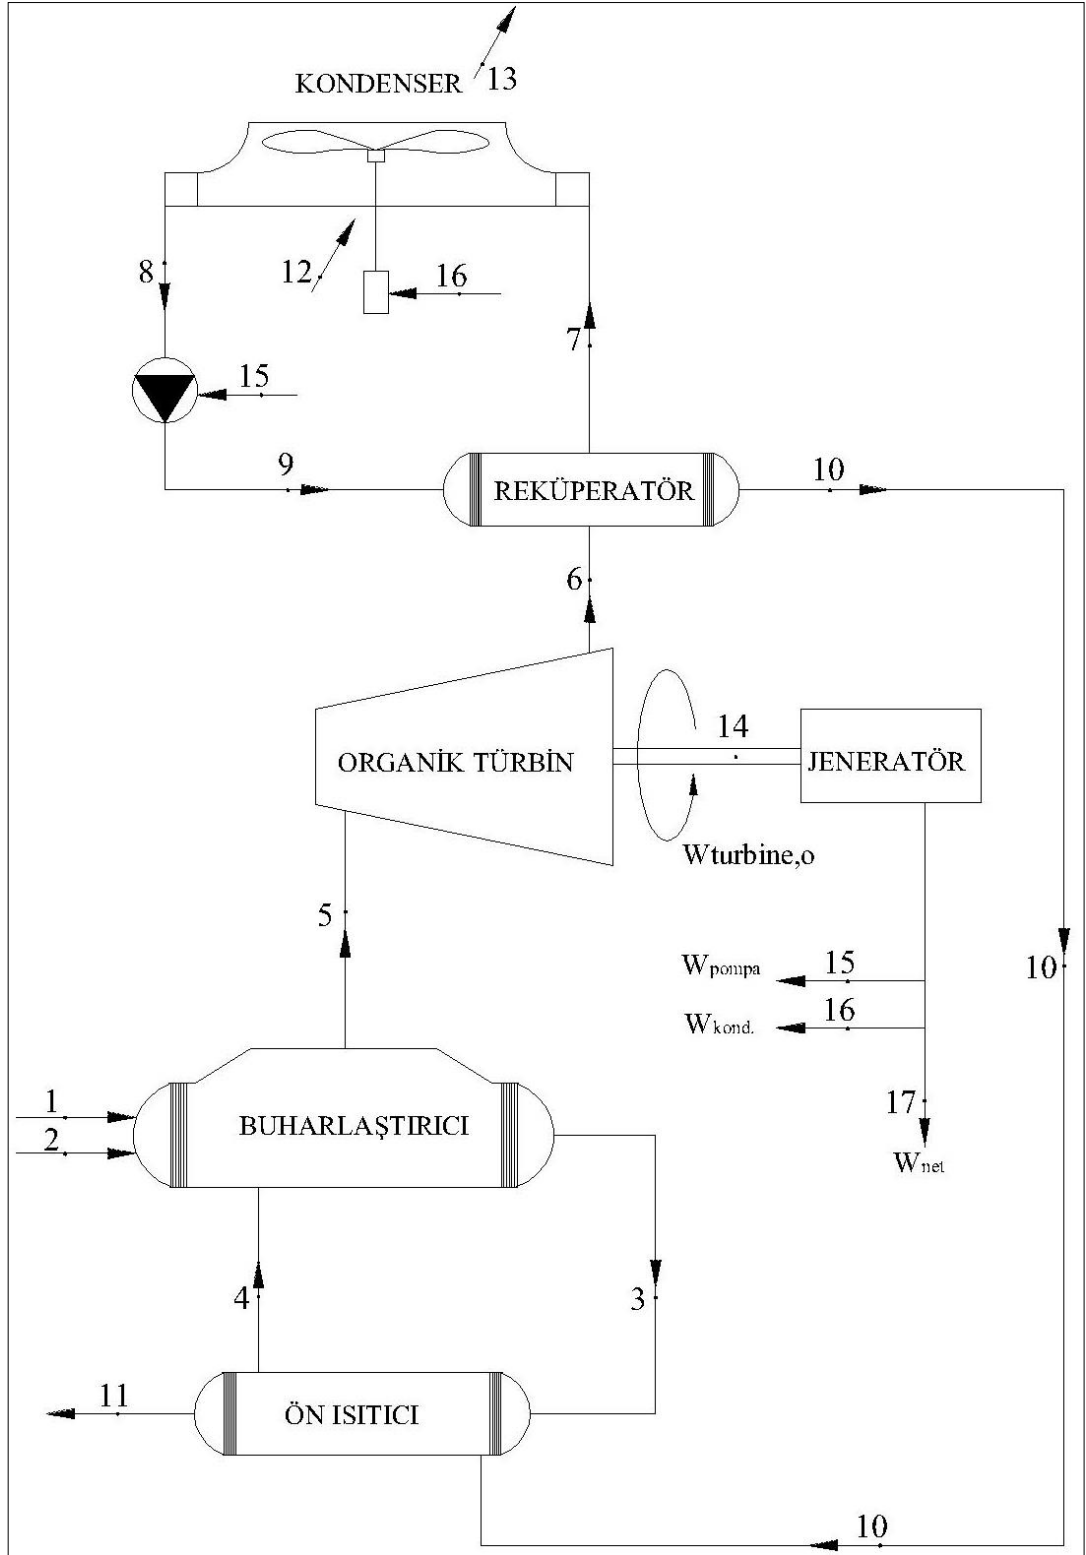 13
KONDENSER
12
16
8
7
15
9
10
REKÜPERATÖR
6
14
ORGANİK TÜRBİN
JENERATÖR
Wturbine,o
5
Wpompa
15
10
Wkond.
16
1
17
2
BUHARLAŞTIRICI
Wnet
4
3
11
ÖN ISITICI
10